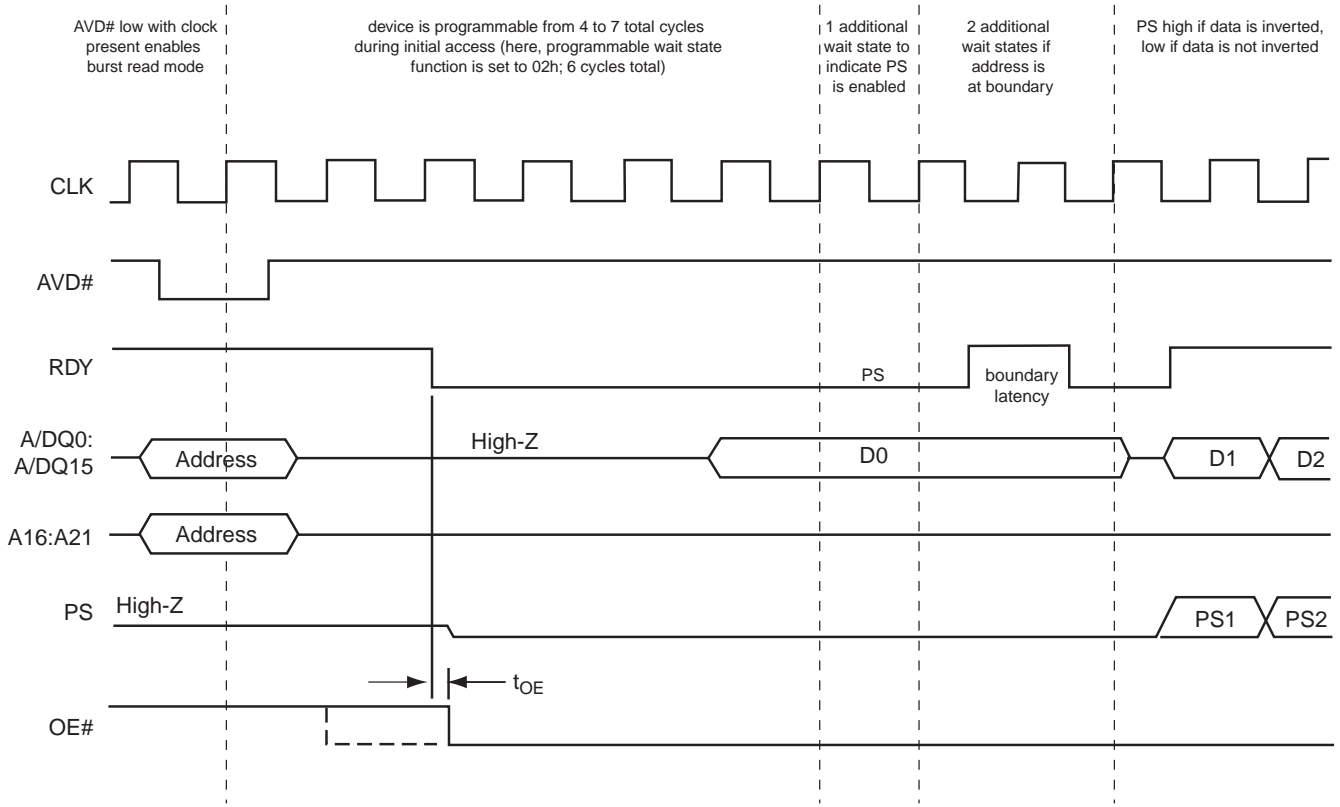 AVD# low with clock
present enables
burst read mode
device is programmable from 4 to 7 total cycles
during initial access (here, programmable wait state
function is set to 02h; 6 cycles total)
1 additional
wait state to
indicate PS
is enabled
2 additional
wait states if
address is
at boundary
PS high if data is inverted,
low if data is not inverted
CLK
AVD#
RDY
PS
boundary
latency
A/DQ0:
A/DQ15
Address
High-Z
D0
D1
D2
A16:A21
Address
PS
High-Z
PS1
PS2
tOE
OE#